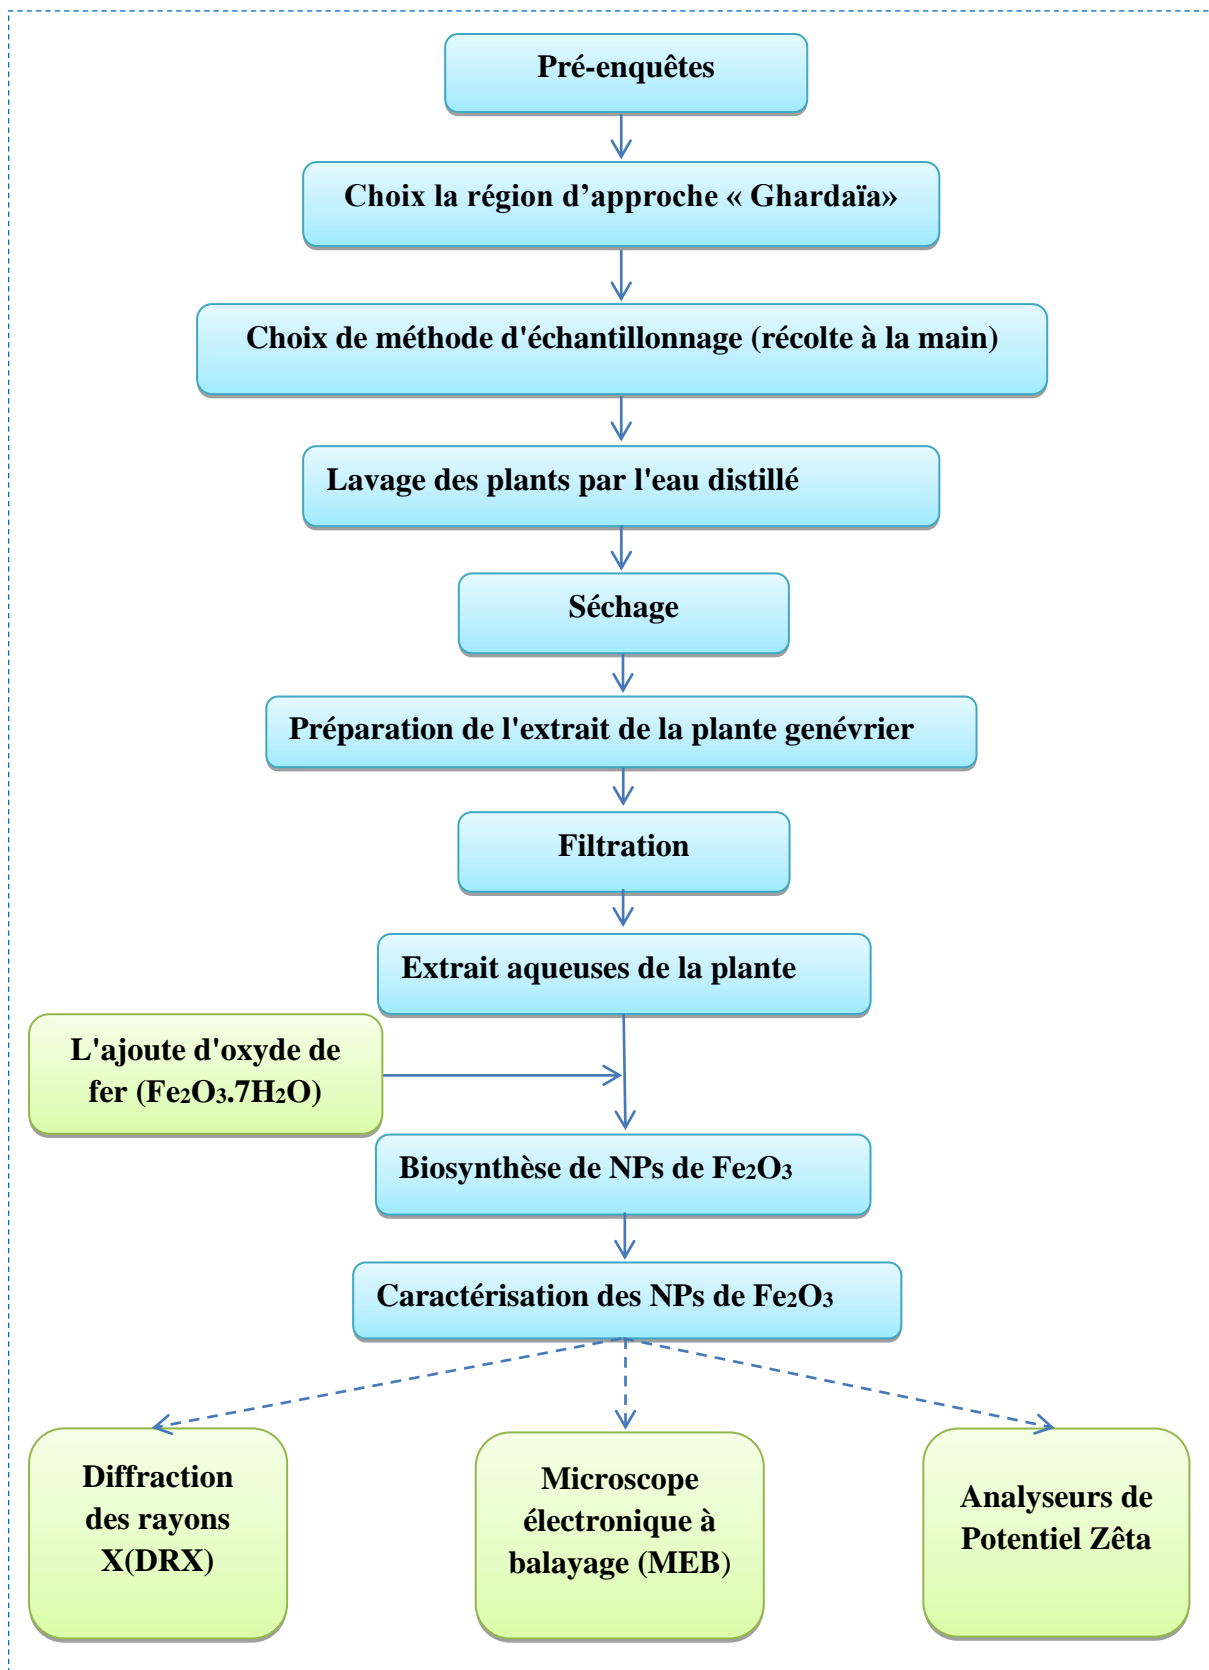 Pré-enquêtes
Choix la région d’approche « Ghardaïa»
Choix de méthode d'échantillonnage (récolte à la main)
Lavage des plants par l'eau distillé
Séchage
Préparation de l'extrait de la plante genévrier
Filtration
Extrait aqueuses de la plante
L'ajoute d'oxyde de
fer (Fe₂O₃.7H₂O)
Biosynthèse de NPs de Fe₂O₃
Caractérisation des NPs de Fe₂O₃
Diffraction
des rayons
X(DRX)
Microscope
électronique à
balayage (MEB)
Analyseurs de
Potentiel Zêta